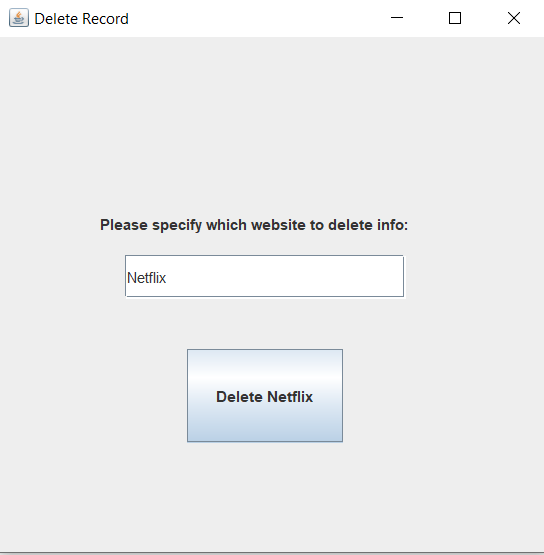 Delete Record
Please specify which website to delete info:
Netflix
Delete Netflix